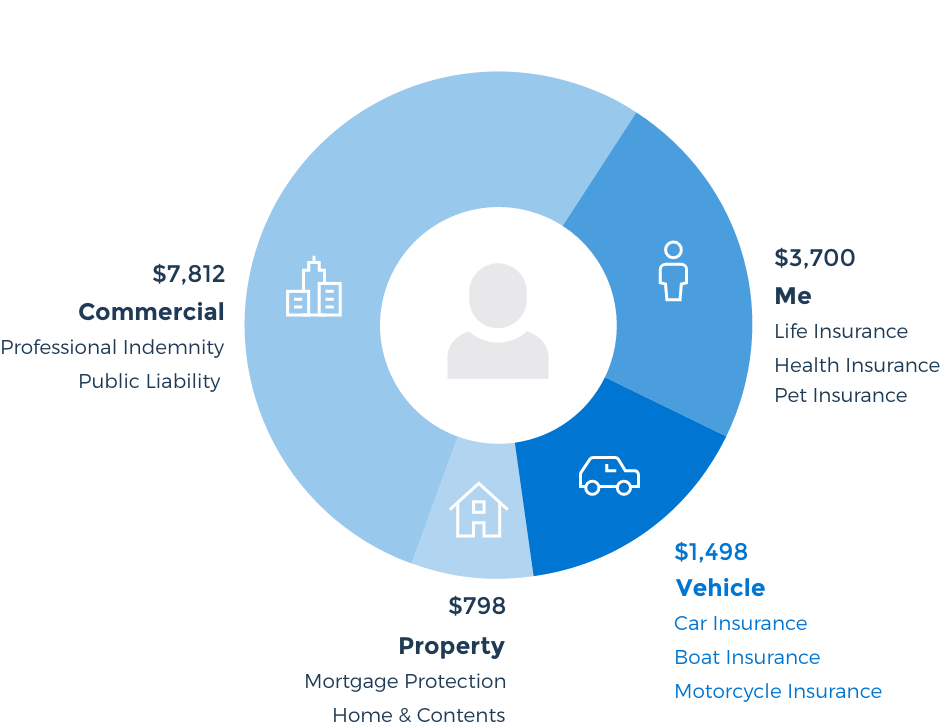 $7,812
Commercial
Professional Indemnity
Public Liability
$3,700
Me
Life Insurance
Health Insurance
Pet Insurance
$1,498
Vehicle
Car Insurance
Boat Insurance
Motorcycle Insurance
$798
Property
Mortgage Protection
Home & Contents